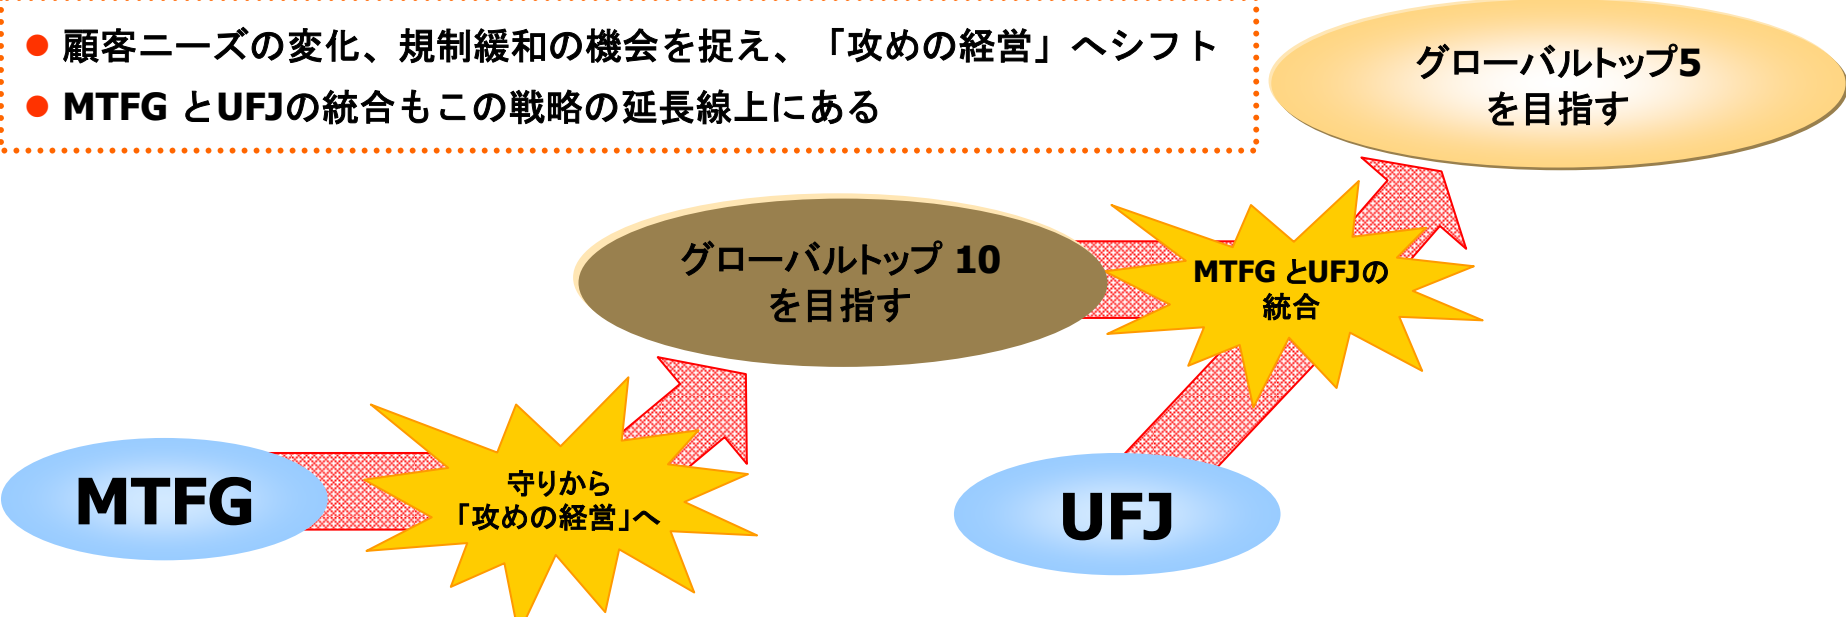 ● 顧客ニーズの変化、規制緩和の機会を捉え、「攻めの経営」へシフト
● MTFG とUFJの統合もこの戦略の延長線上にある
グローバルトップ5
を目指す
グローバルトップ 10
を目指す
MTFG とUFJの
統合
守りから
「攻めの経営」へ
MTFG
UFJ